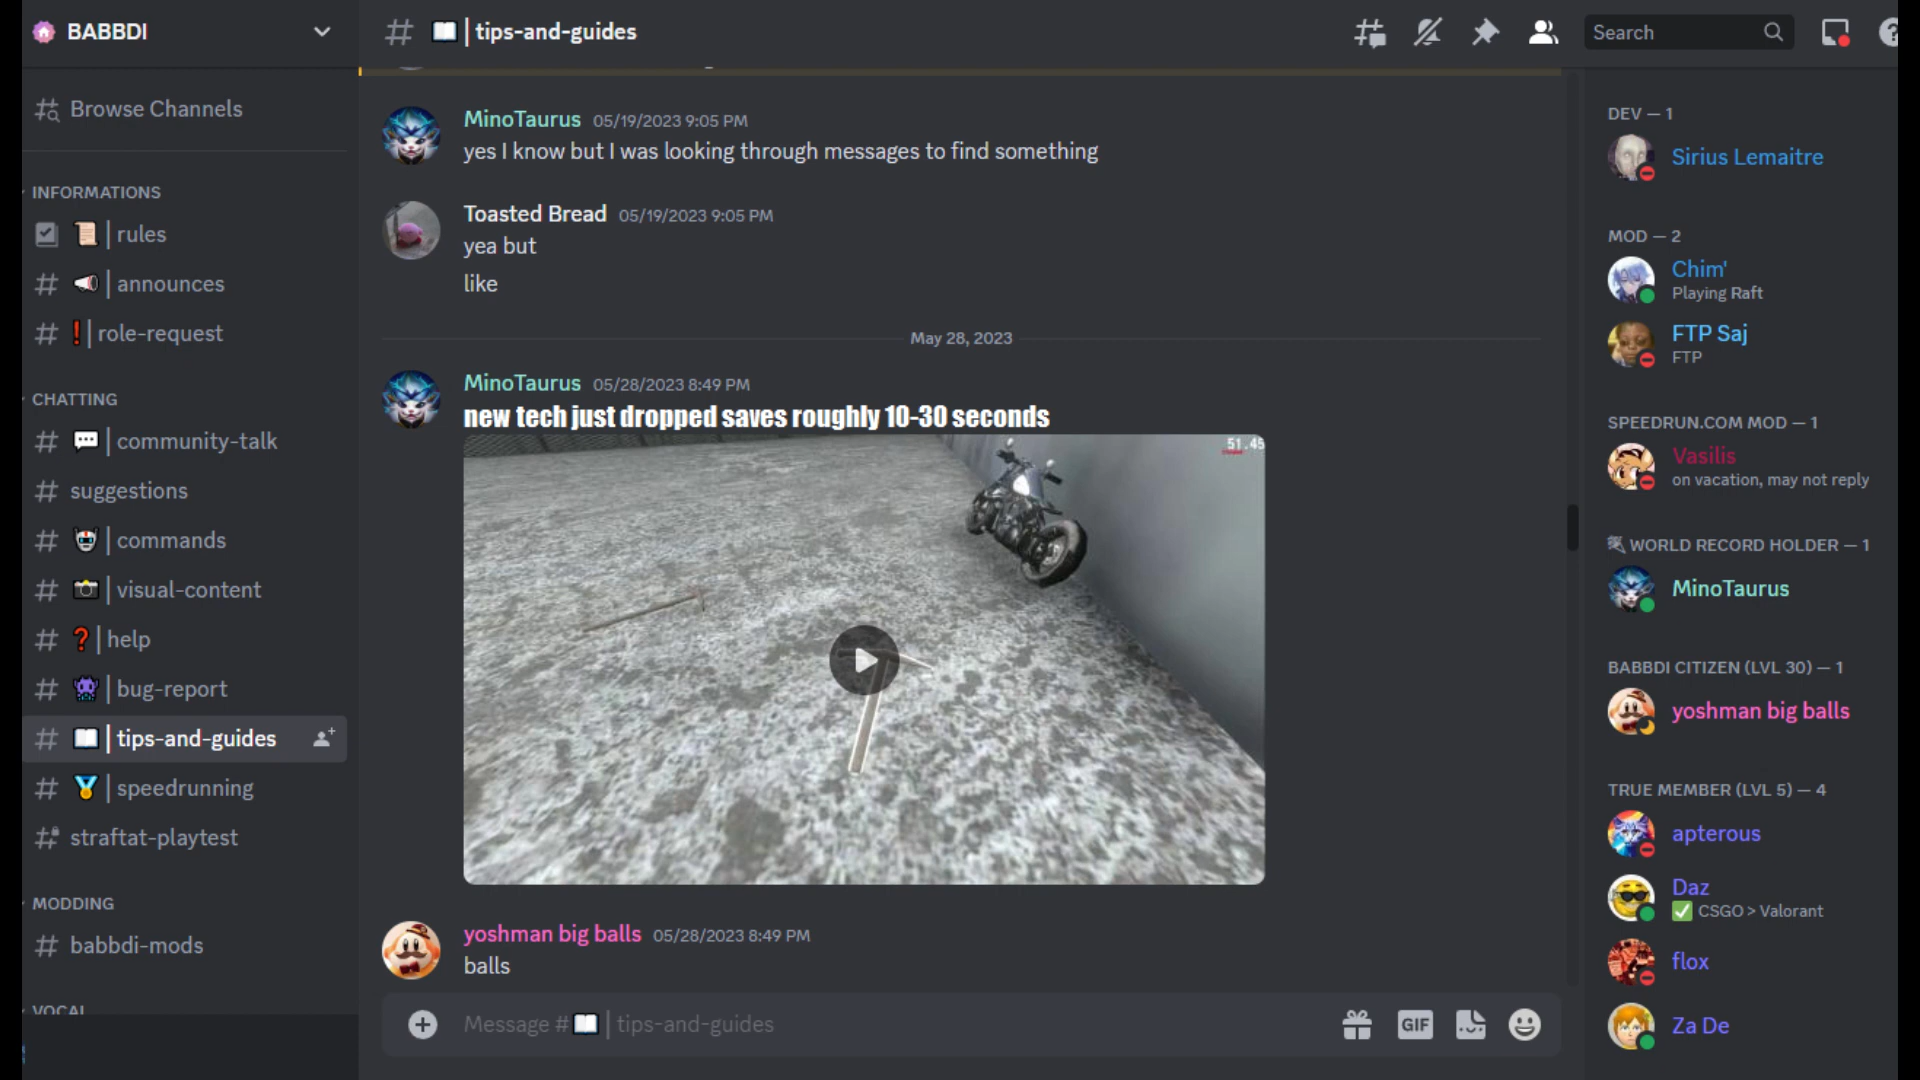 BABBDI
| tips-and-guides
Search
Browse Channels
INFORMATIONS
| rules
| announces
| role-request
CHATTING
| community-talk
suggestions
| commands
| visual-content
| help
| bug-report
| tips-and-guides
| speedrunning
straftat-playtest
MODDING
babbdi-mods
VOCAL
MinoTaurus 05/19/2023 9:05 PM
yes I know but I was looking through messages to find something
Toasted Bread 05/19/2023 9:05 PM
yea but
like
May 28, 2023
MinoTaurus 05/28/2023 8:49 PM
new tech just dropped saves roughly 10-30 seconds
51.45
yoshman big balls 05/28/2023 8:49 PM
balls
Message # | tips-and-guides
GIF
DEV — 1
Sirius Lemaitre
MOD — 2
Chim'
Playing Raft
FTP Saj
FTP
SPEEDRUN.COM MOD — 1
Vasilis
on vacation, may not reply
WORLD RECORD HOLDER — 1
MinoTaurus
BABBDI CITIZEN (LVL 30) — 1
yoshman big balls
TRUE MEMBER (LVL 5) — 4
apterous
Daz
✅ CSGO > Valorant
flox
Za De